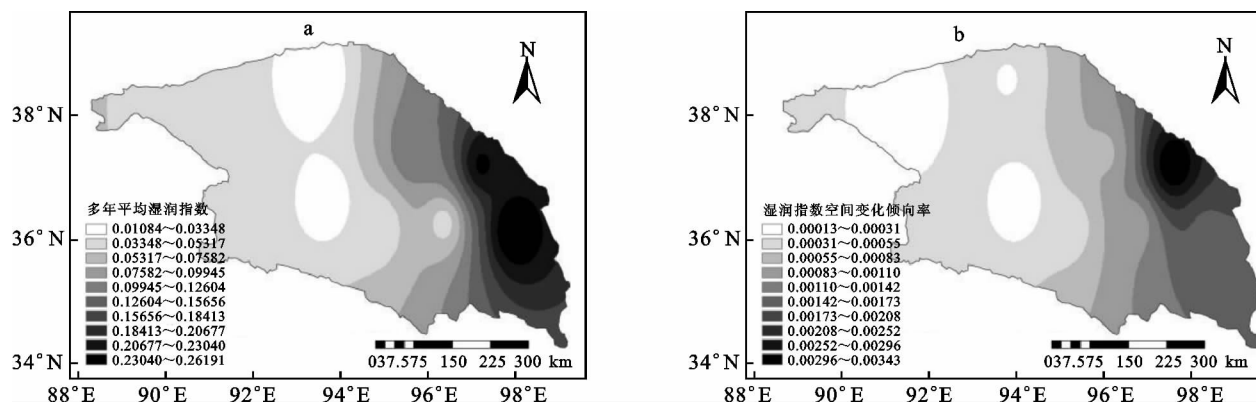 a
N
38°N
36°N
34°N
多年平均湿润指数
0.01084～0.03348
0.03348～0.05317
0.05317～0.07582
0.07582～0.09945
0.09945～0.12604
0.12604～0.15656
0.15656～0.18413
0.18413～0.20677
0.20677～0.23040
0.23040～0.26191
037.575 150 225 300 km
88°E 90°E 92°E 94°E 96°E 98°E
b
N
38°N
36°N
34°N
湿润指数空间变化倾向率
0.00013～0.00031
0.00031～0.00055
0.00055～0.00083
0.00083～0.00110
0.00110～0.00142
0.00142～0.00173
0.00173～0.00208
0.00208～0.00252
0.00252～0.00296
0.00296～0.00343
037.575 150 225 300 km
88°E 90°E 92°E 94°E 96°E 98°E